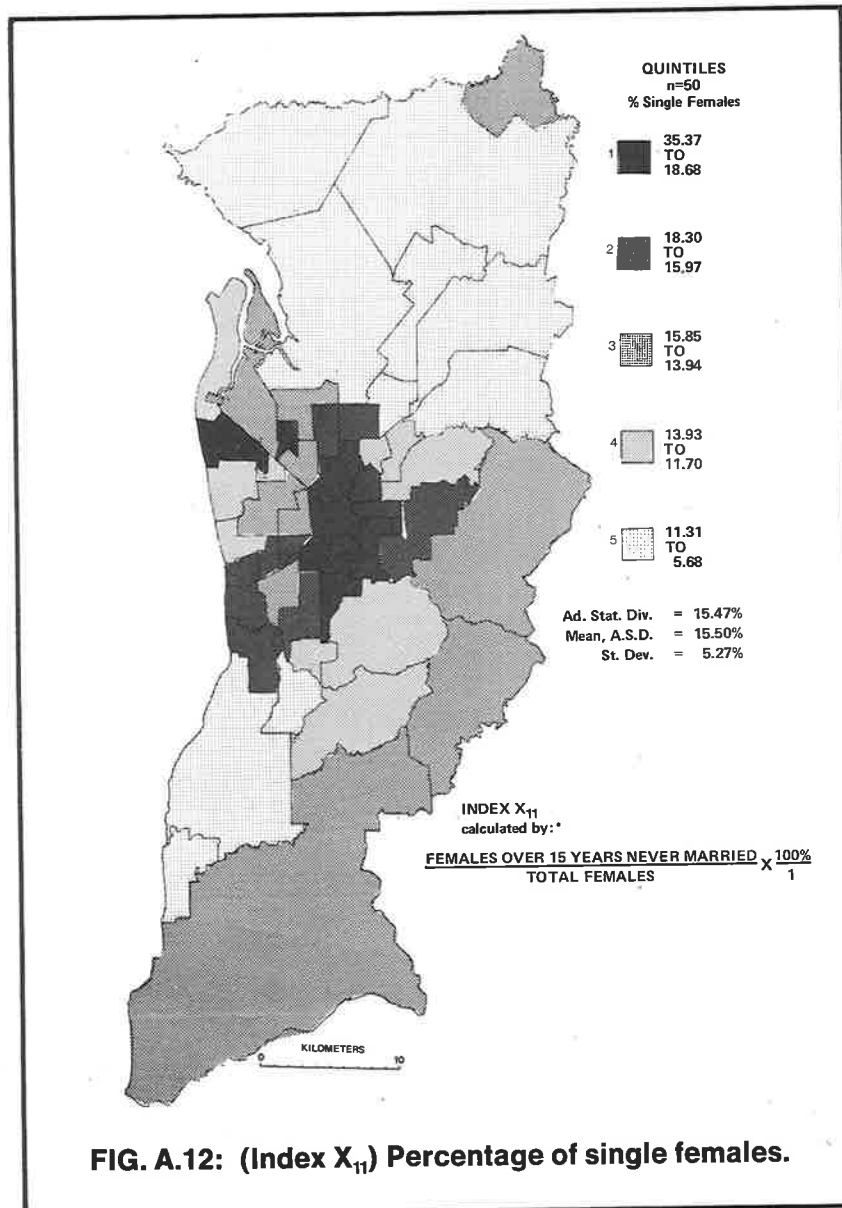 QUINTILES
n=50
% Single Females
1 35.37
TO
18.68
2 18.30
TO
15.97
3 15.85
TO
13.94
4 13.93
TO
11.70
5 11.31
TO
5.68
Ad. Stat. Div. = 15.47%
Mean, A.S.D. = 15.50%
St. Dev. = 5.27%
INDEX X₁₁
calculated by:*
FEMALES OVER 15 YEARS NEVER MARRIED X 100%
TOTAL FEMALES 1
KILOMETERS
0 10
FIG. A.12: (Index X₁₁) Percentage of single females.